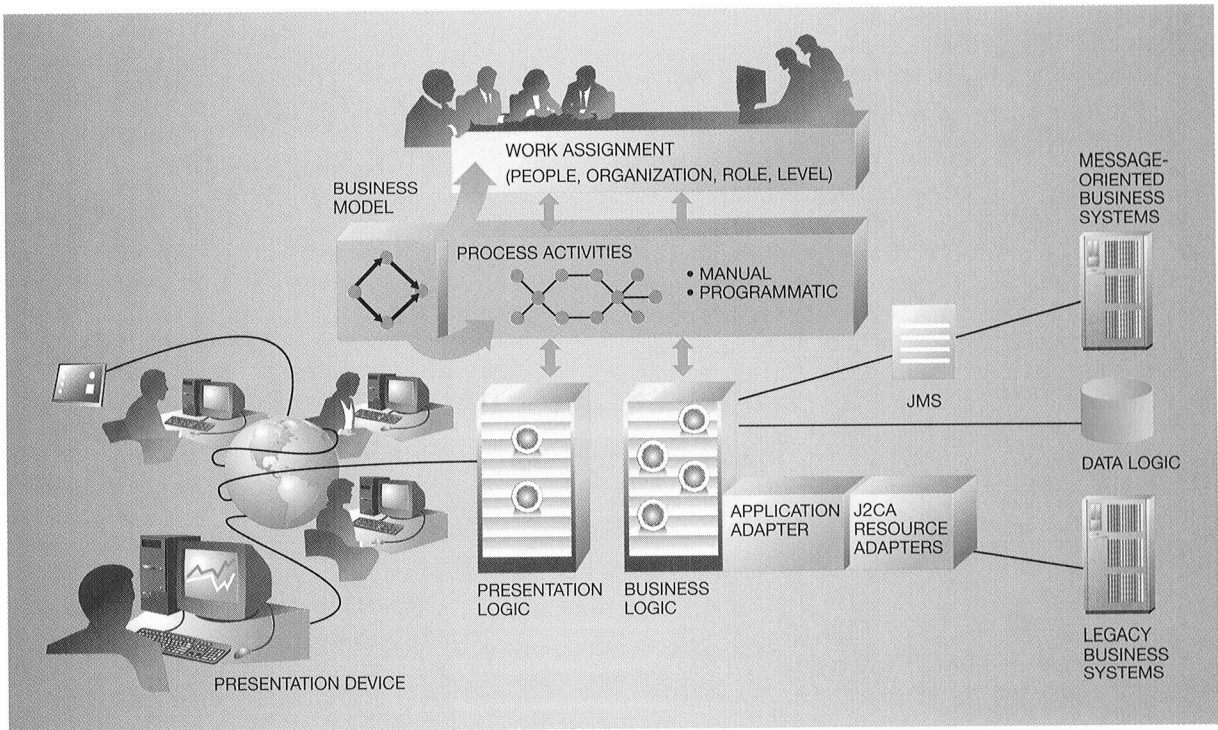 WORK ASSIGNMENT
(PEOPLE, ORGANIZATION, ROLE, LEVEL)
BUSINESS
MODEL
PROCESS ACTIVITIES
• MANUAL
• PROGRAMMATIC
MESSAGE-
ORIENTED
BUSINESS
SYSTEMS
JMS
DATA LOGIC
APPLICATION
ADAPTER
J2CA
RESOURCE
ADAPTERS
PRESENTATION
LOGIC
BUSINESS
LOGIC
LEGACY
BUSINESS
SYSTEMS
PRESENTATION DEVICE